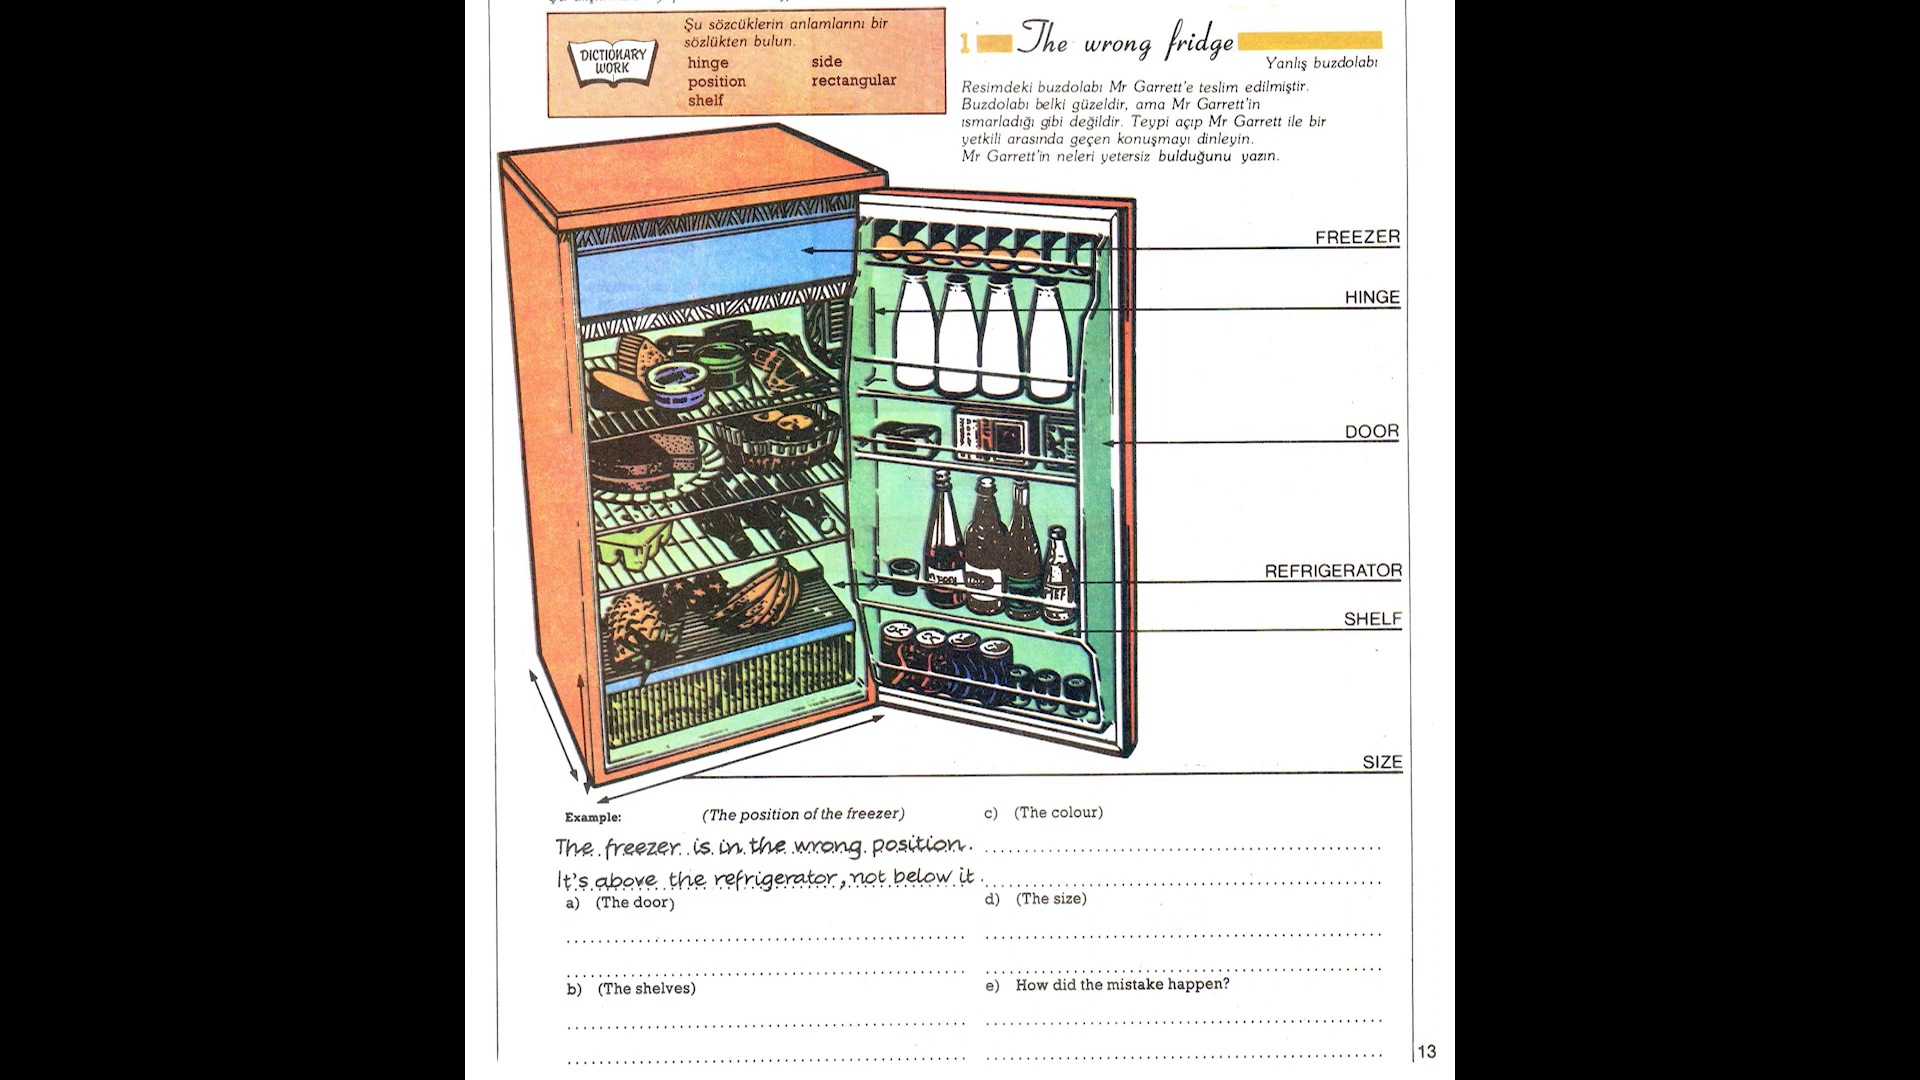 Şu sözcüklerin anlamlarını bir
sözlükten bulun.
DICTIONARY
WORK
hinge side
position rectangular
shelf
1 The wrong fridge
Yanlış buzdolabı
Resimdeki buzdolabı Mr Garrett'e teslim edilmiştir.
Buzdolabı belki güzeldir, ama Mr Garrett'in
ısmarladığı gibi değildir. Teypi açıp Mr Garrett ile bir
yetkili arasında geçen konuşmayı dinleyin.
Mr Garrett'in neleri yetersiz bulduğunu yazın.
FREEZER
HINGE
DOOR
REFRIGERATOR
SHELF
SIZE
Example: (The position of the freezer)
The freezer is in the wrong position.
It's above the refrigerator, not below it.
a) (The door)
b) (The shelves)
c) (The colour)
d) (The size)
e) How did the mistake happen?
13